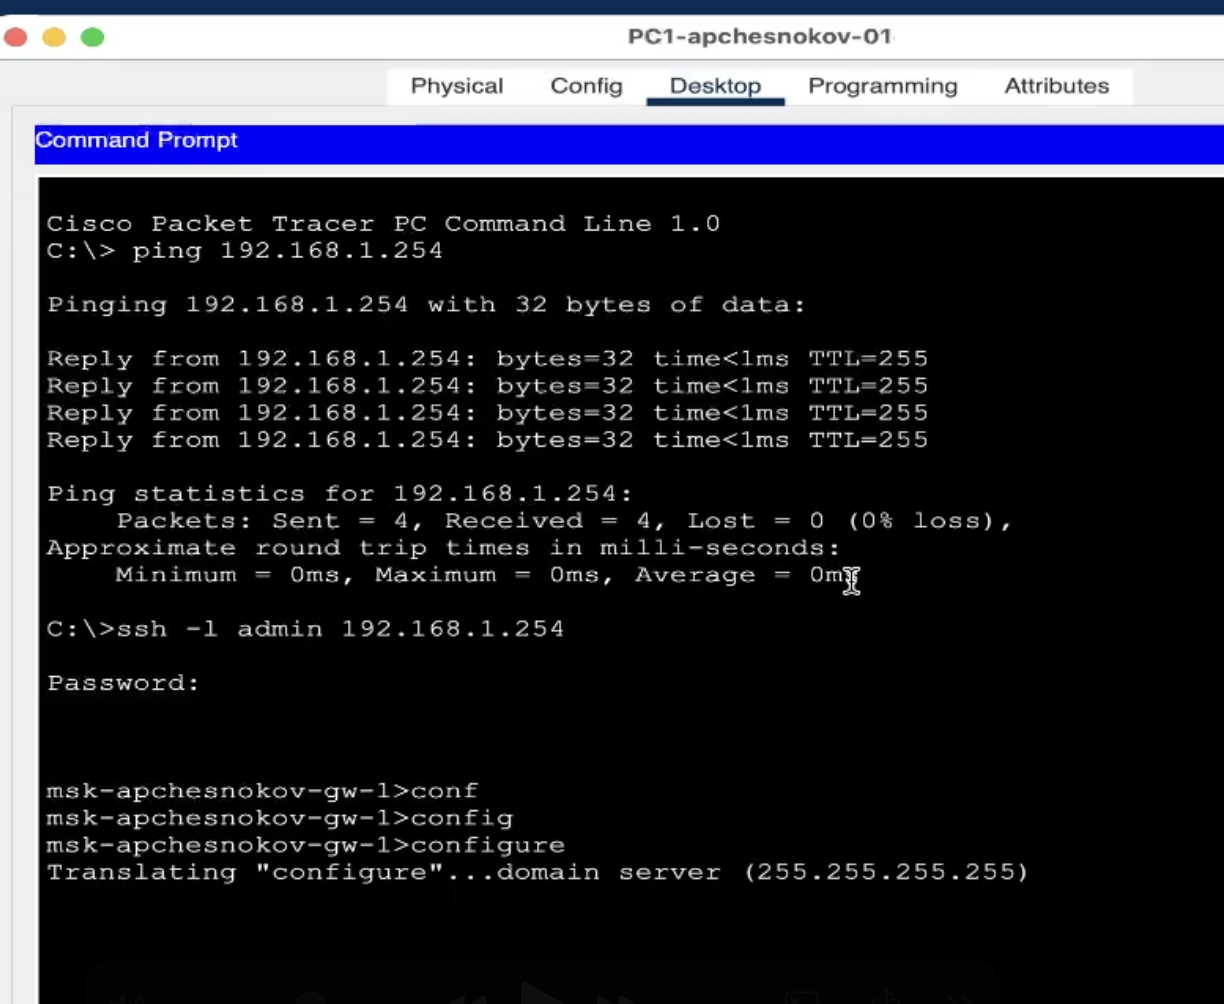 PC1-apchesnokov-01
Physical Config Desktop Programming Attributes
Command Prompt
Cisco Packet Tracer PC Command Line 1.0
C:\> ping 192.168.1.254
Pinging 192.168.1.254 with 32 bytes of data:
Reply from 192.168.1.254: bytes=32 time<1ms TTL=255
Reply from 192.168.1.254: bytes=32 time<1ms TTL=255
Reply from 192.168.1.254: bytes=32 time<1ms TTL=255
Reply from 192.168.1.254: bytes=32 time<1ms TTL=255
Ping statistics for 192.168.1.254:
Packets: Sent = 4, Received = 4, Lost = 0 (0% loss),
Approximate round trip times in milli-seconds:
Minimum = 0ms, Maximum = 0ms, Average = 0ms
C:\>ssh -l admin 192.168.1.254
Password:
msk-apchesnokov-gw-1>conf
msk-apchesnokov-gw-1>config
msk-apchesnokov-gw-1>configure
Translating "configure"...domain server (255.255.255.255)